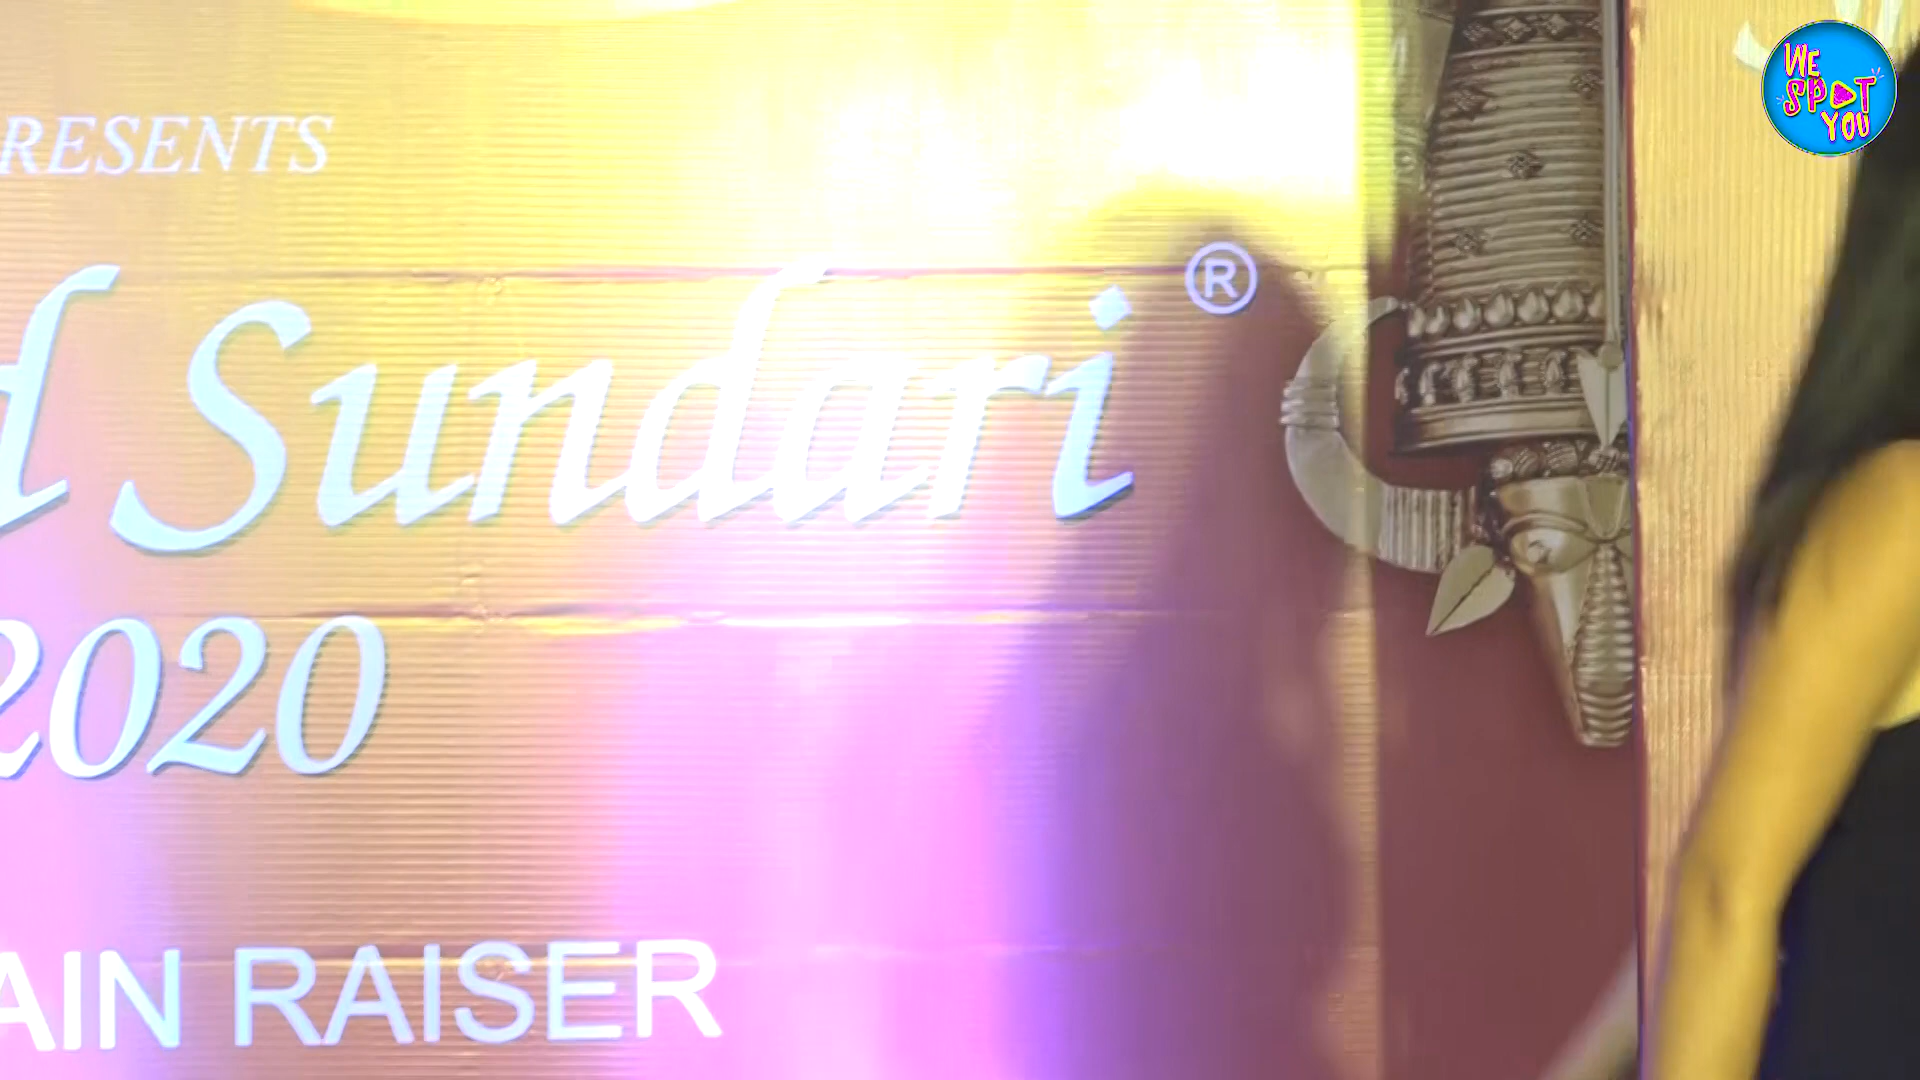 RESENTS
d Sundari ®
2020
AIN RAISER
WE
SPOT
YOU